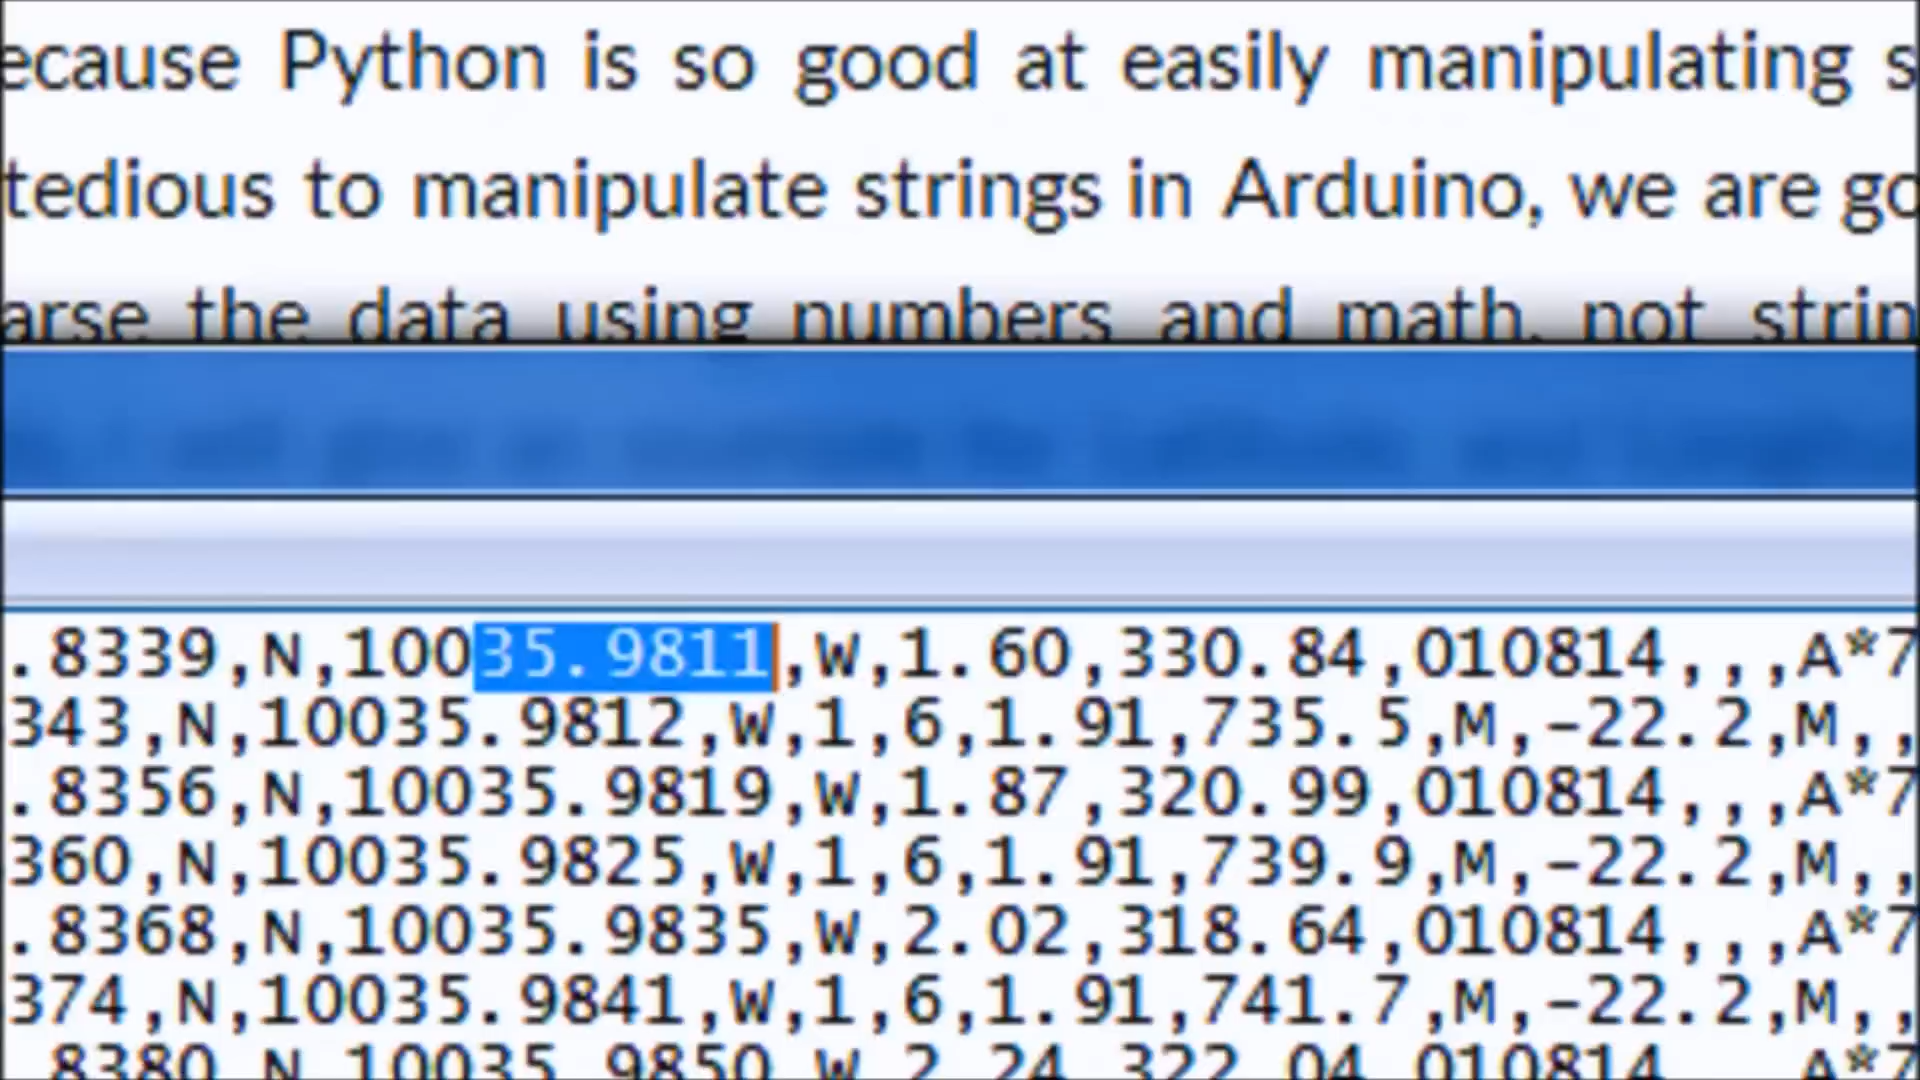 ecause Python is so good at easily manipulating s
tedious to manipulate strings in Arduino, we are go
arse the data using numbers and math, not strin
.8339,N,10035.9811,W,1.60,330.84,010814,,,A*7
343,N,10035.9812,W,1,6,1.91,735.5,M,-22.2,M,,
.8356,N,10035.9819,W,1.87,320.99,010814,,,A*7
360,N,10035.9825,W,1,6,1.91,739.9,M,-22.2,M,,
.8368,N,10035.9835,W,2.02,318.64,010814,,,A*7
374,N,10035.9841,W,1,6,1.91,741.7,M,-22.2,M,,
.8380,N,10035.9850,W,2.24,322.04,010814,,,A*7